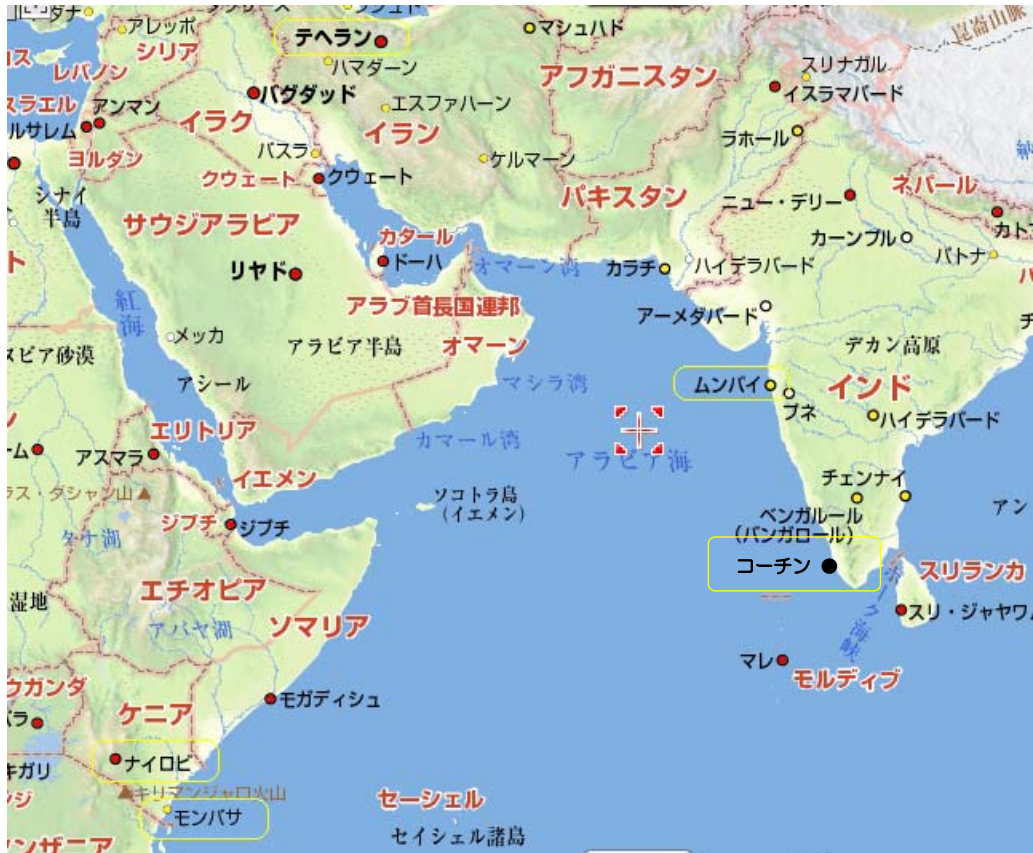 アレッポ
シリア
レバノン
テヘラン
ハマダーン
マシュハド
アフガニスタン
スリナガル
イスラマバード
崑崙山脈
バグダッド
エスファハーン
アンマン
イラク
イラン
ラホール
ヨルダン
バスラ
ケルマーン
クウェート
クウェート
パキスタン
ネパール
シナイ
半島
ニュー・デリー
サウジアラビア
カタール
カーンプル
ドーハ
オマーン湾
カラチ
ハイデラバード
パトナ
リヤド
紅海
アラブ首長国連邦
アーメダバード
メッカ
アラビア半島
オマーン
デカン高原
アシール
マシラ湾
ムンバイ
プネ
インド
ハイデラバード
エリトリア
カマール湾
アスマラ
アラビア海
イエメン
ソコトラ島
(イエメン)
チェンナイ
ラス・ダシャン山
ジブチ
ジブチ
ベンガルール
(バンガロール)
タナ湖
コーチン
スリランカ
エチオピア
ポーク海峡
湿地
アバヤ湖
ソマリア
スリ・ジャヤワ
マレ
モルディブ
ウガンダ
ケニア
モガディシュ
ナイロビ
キガリ
キリマンジャロ火山
モンバサ
セーシェル
セイシェル諸島